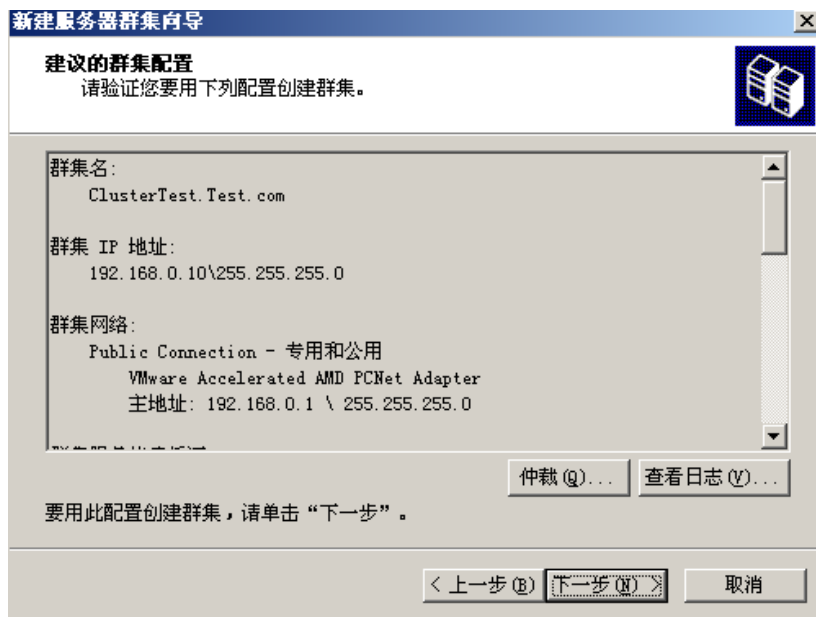 新建服务器群集向导
建议的群集配置
请验证您要用下列配置创建群集。
群集名:
ClusterTest.Test.com
群集 IP 地址:
192.168.0.10\255.255.255.0
群集网络:
Public Connection - 专用和公用
VMware Accelerated AMD PCNet Adapter
主地址: 192.168.0.1 \ 255.255.255.0
仲裁(Q)...
查看日志(V)...
要用此配置创建群集，请单击“下一步”。
< 上一步(B)
下一步(N) >
取消